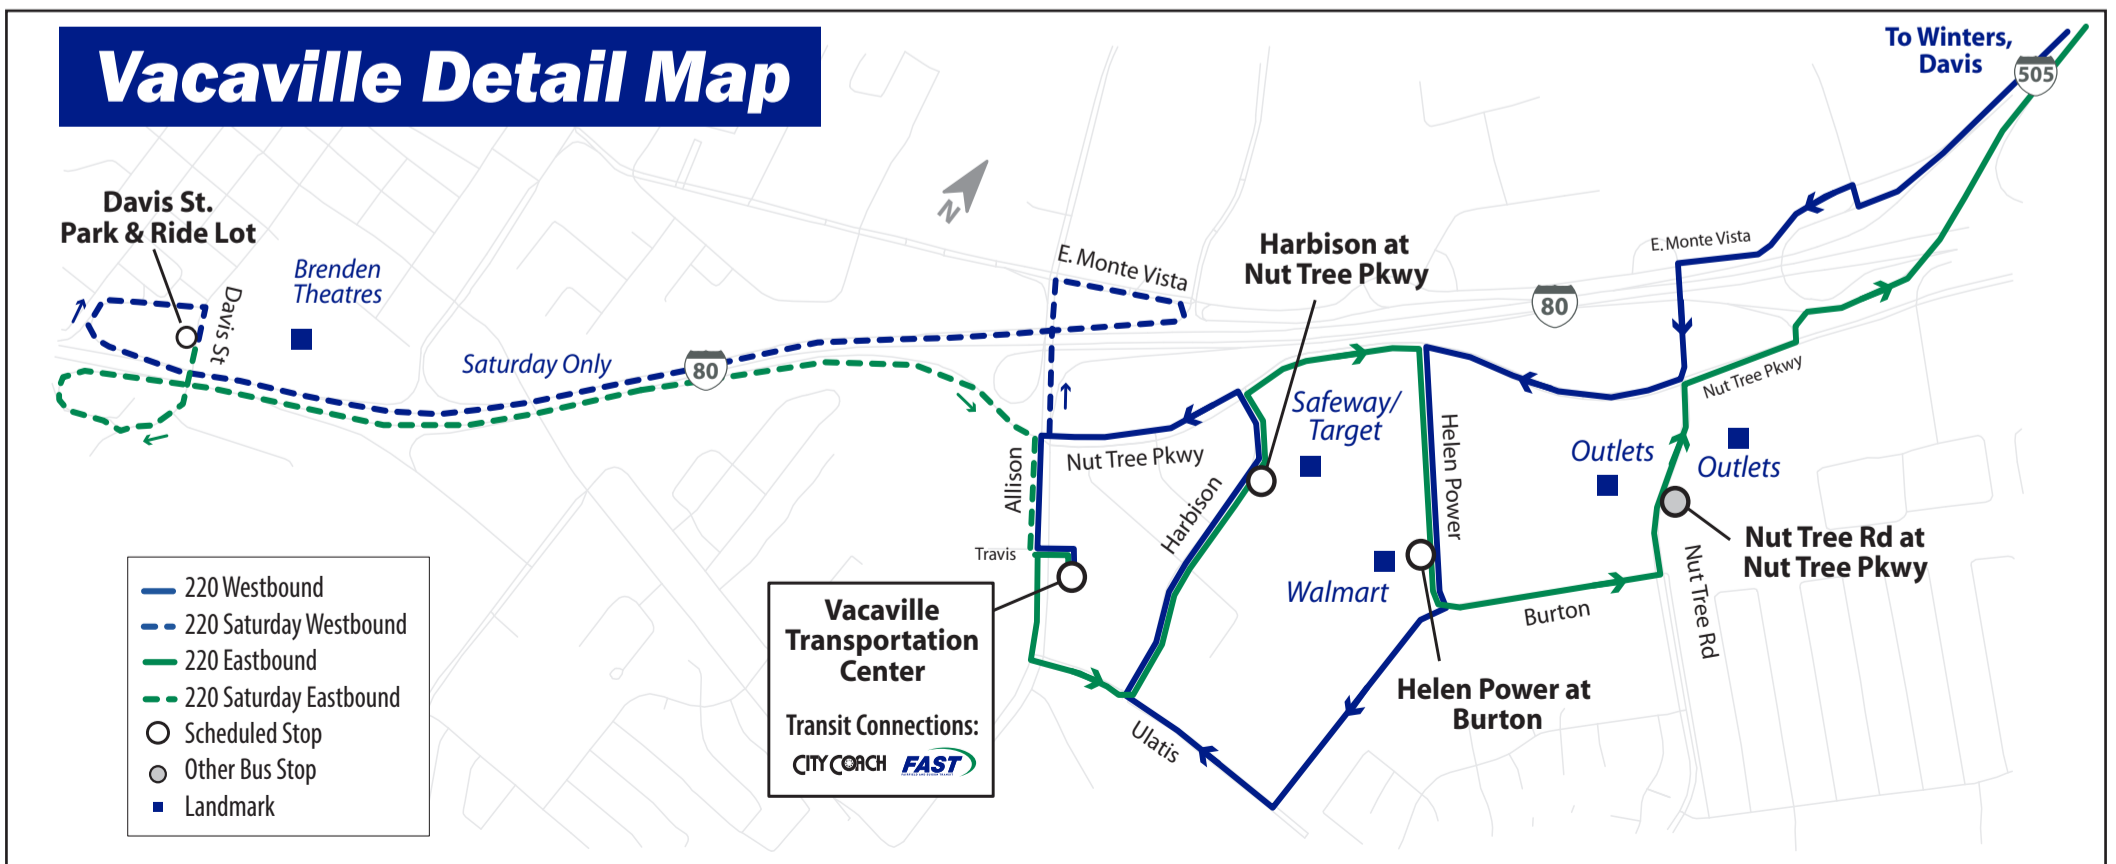 Vacaville Detail Map
To Winters,
Davis
505
Davis St.
Park & Ride Lot
Brenden
Theatres
Davis St
Saturday Only
80
N
E. Monte Vista
Harbison at
Nut Tree Pkwy
80
E. Monte Vista
Nut Tree Pkwy
Safeway/
Target
Helen Power
Outlets
Outlets
Allison
Nut Tree Pkwy
Harbison
Travis
Walmart
Nut Tree Rd at
Nut Tree Pkwy
Nut Tree Rd
Burton
Helen Power at
Burton
Ulatis
Vacaville
Transportation
Center
Transit Connections:
CITY COACH FAST
220 Westbound
220 Saturday Westbound
220 Eastbound
220 Saturday Eastbound
Scheduled Stop
Other Bus Stop
Landmark